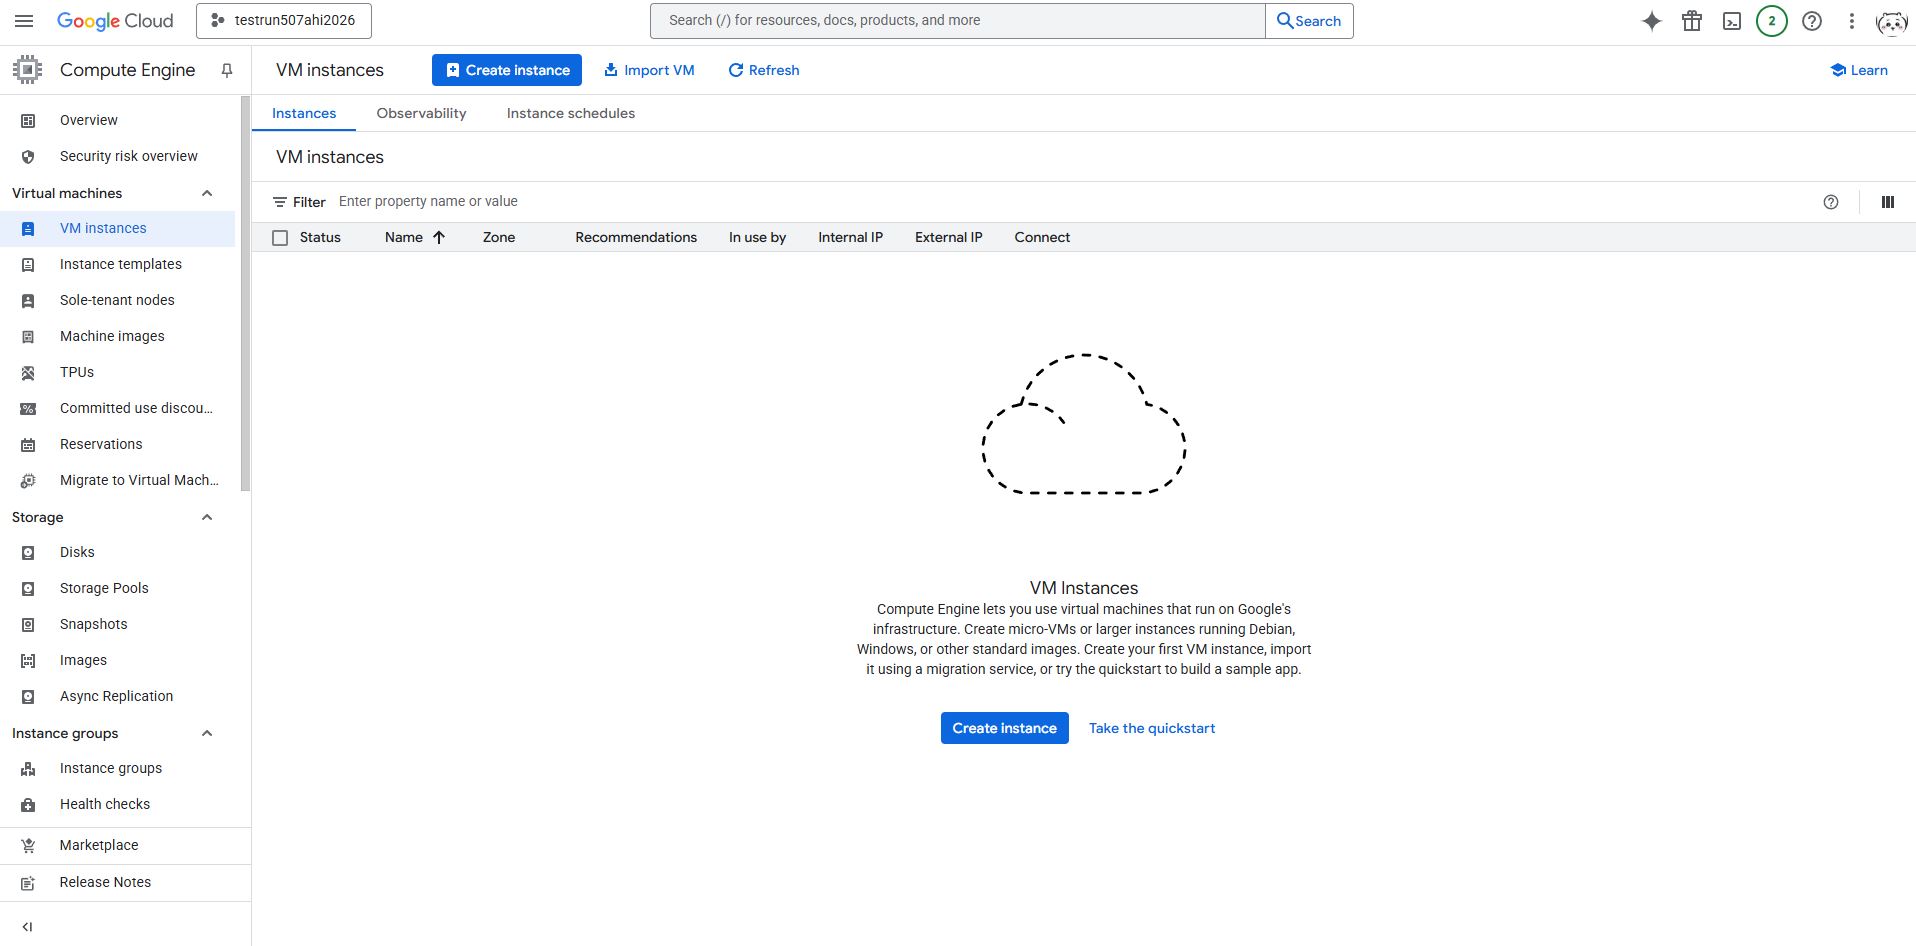 Google Cloud
testrun507ahi2026
Search (/) for resources, docs, products, and more
Search
2
Compute Engine
VM instances
Create instance
Import VM
Refresh
Learn
Overview
Security risk overview
Virtual machines
VM instances
Instance templates
Sole-tenant nodes
Machine images
TPUs
Committed use discou...
Reservations
Migrate to Virtual Mach...
Storage
Disks
Storage Pools
Snapshots
Images
Async Replication
Instance groups
Instance groups
Health checks
Marketplace
Release Notes
Instances
Observability
Instance schedules
VM instances
Filter Enter property name or value
Status Name Zone Recommendations In use by Internal IP External IP Connect
VM Instances
Compute Engine lets you use virtual machines that run on Google's
infrastructure. Create micro-VMs or larger instances running Debian,
Windows, or other standard images. Create your first VM instance, import
it using a migration service, or try the quickstart to build a sample app.
Create instance
Take the quickstart